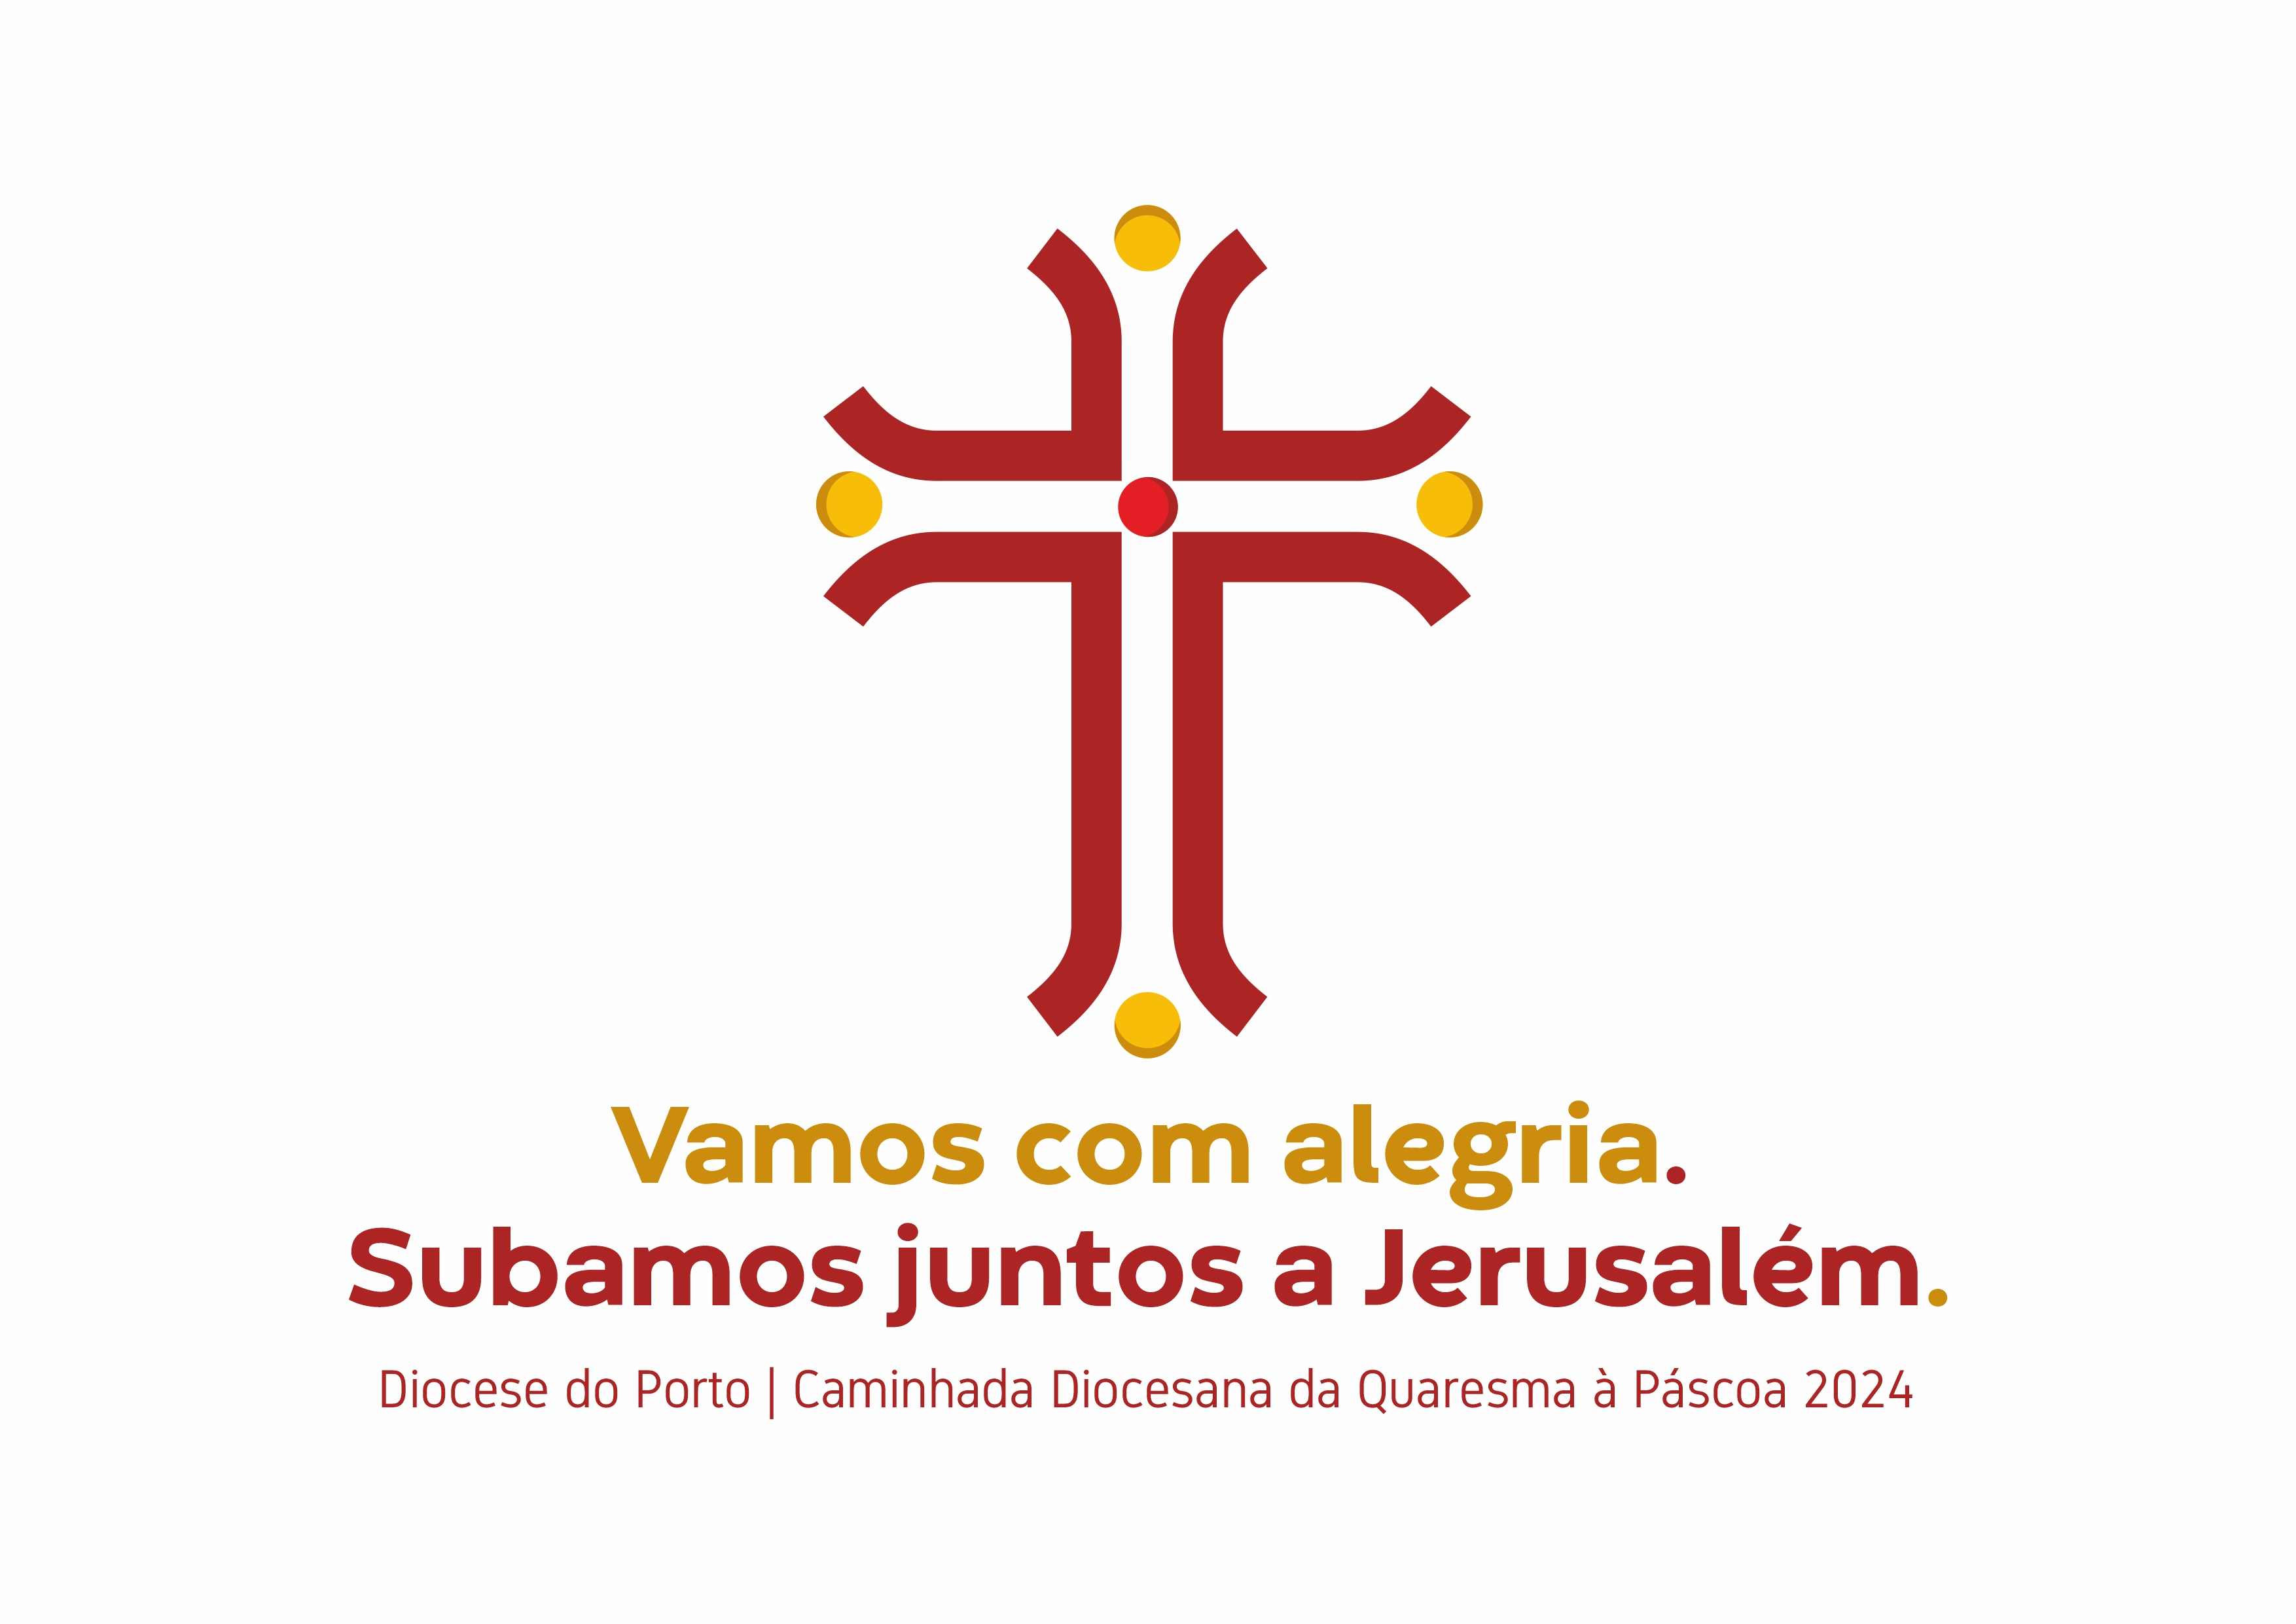 Vamos com alegria.
Subamos juntos a Jerusalém.
Diocese do Porto | Caminhada Diocesana da Quaresma à Páscoa 2024